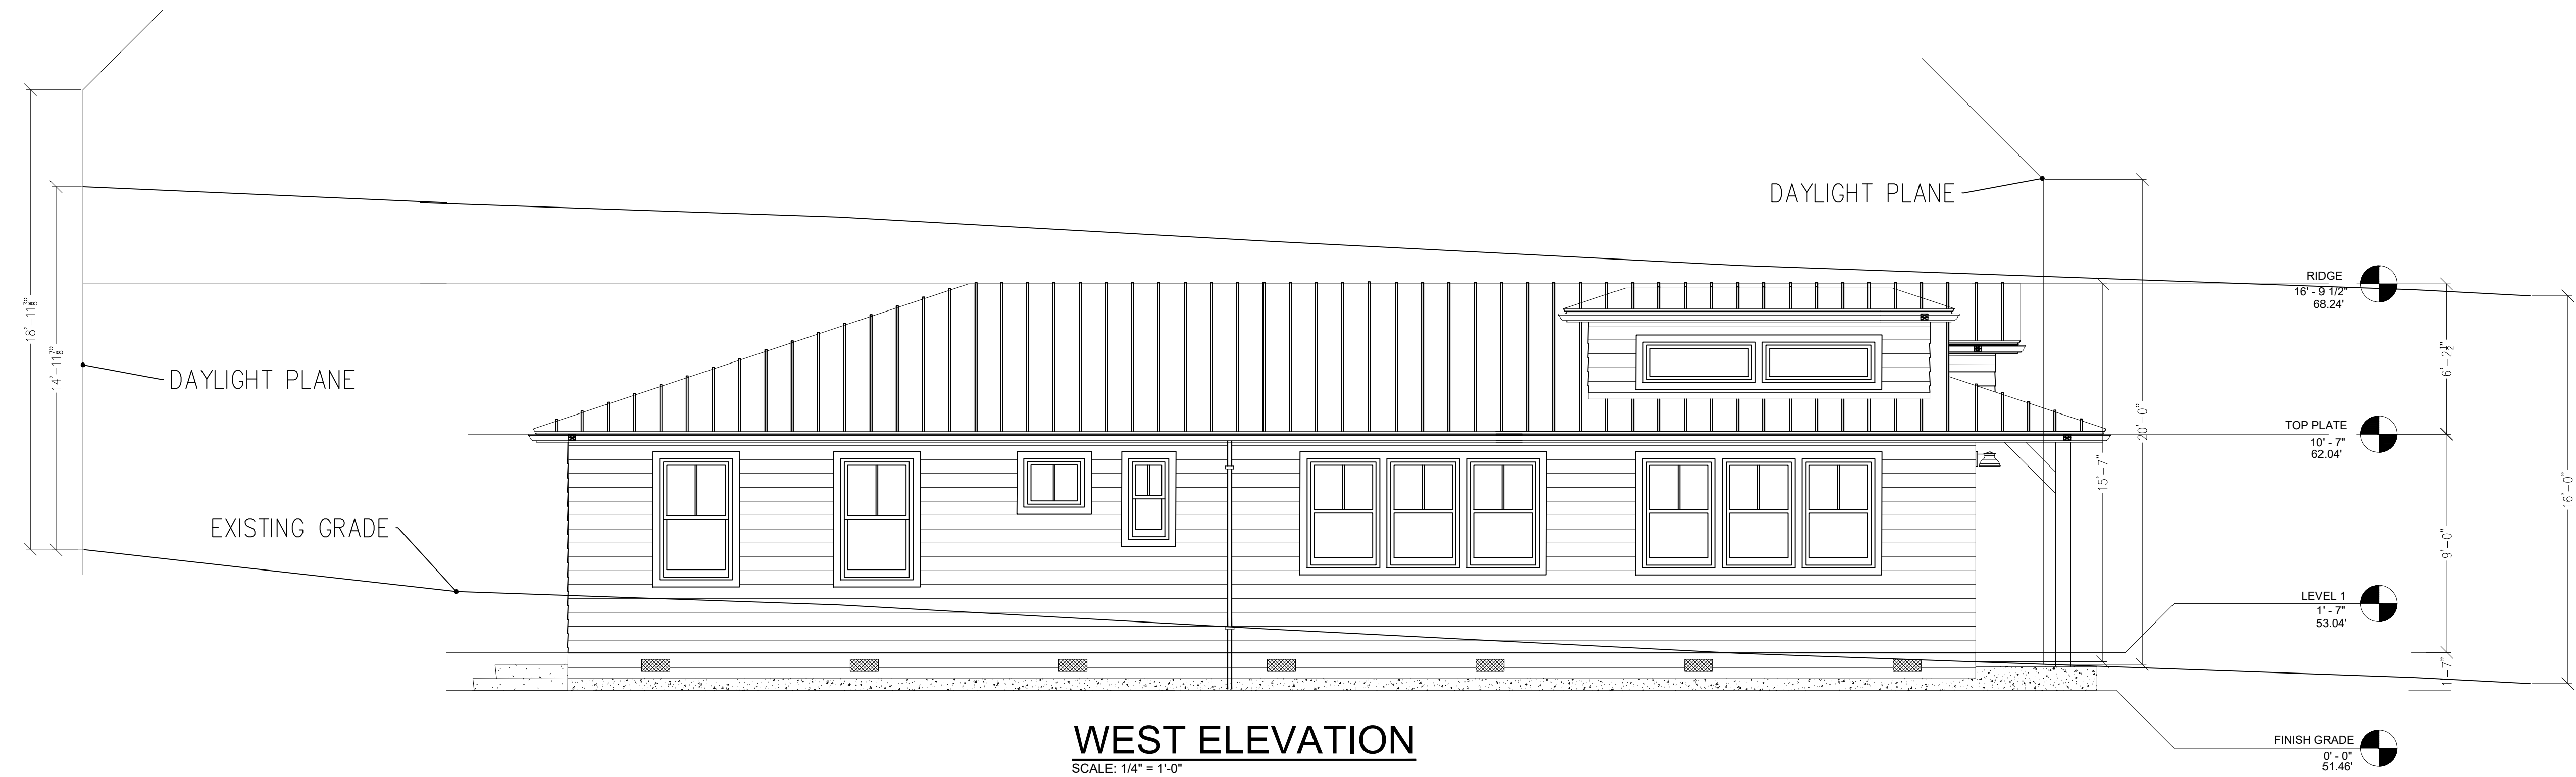 DAYLIGHT PLANE
RIDGE
16' - 9 1/2"
68.24'
18'-11 3/8"
14'-11 7/8"
6'-2 1/2"
DAYLIGHT PLANE
20'-0"
TOP PLATE
10' - 7"
62.04'
15'-7"
16'-0"
EXISTING GRADE
9'-0"
LEVEL 1
1' - 7"
53.04'
1'-7"
WEST ELEVATION
SCALE: 1/4" = 1'-0"
FINISH GRADE
0' - 0"
51.46'